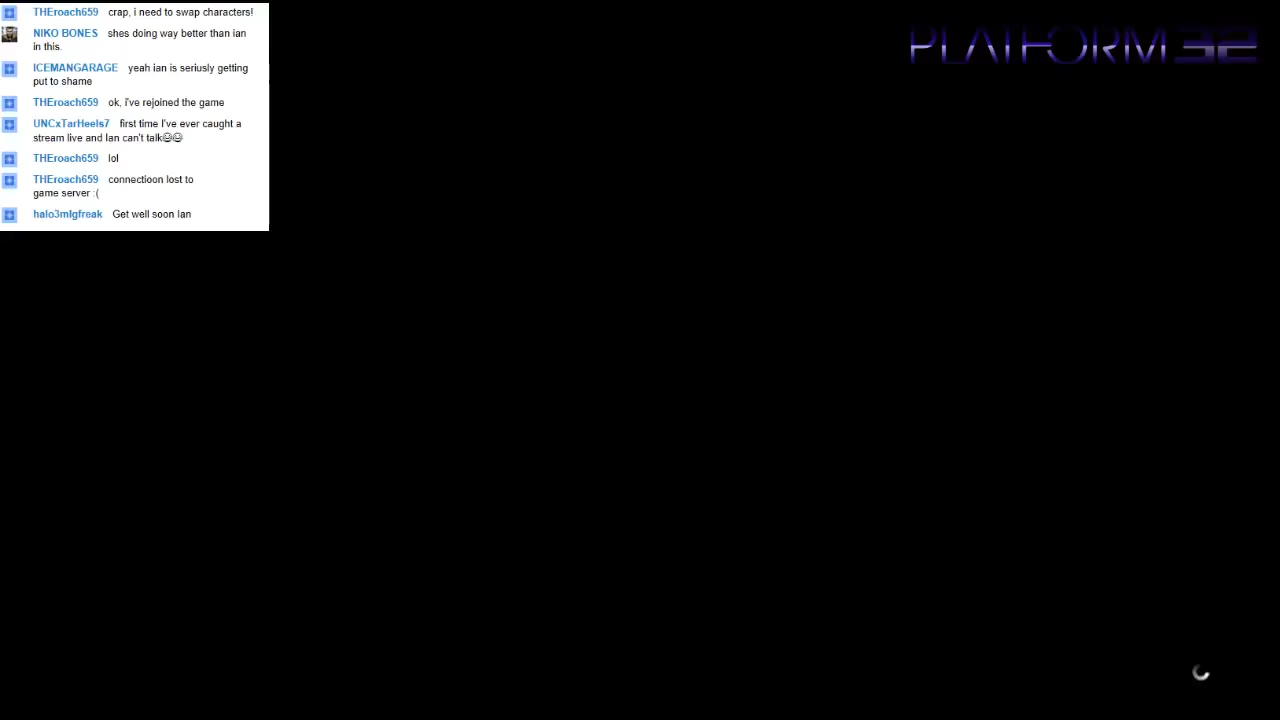 THEroach659 crap, i need to swap characters!
NIKO BONES shes doing way better than ian
in this.
ICEMANGARAGE yeah ian is seriusly getting
put to shame
THEroach659 ok, i've rejoined the game
UNCxTarHeels7 first time I've ever caught a
stream live and Ian can't talk😔😔
THEroach659 lol
THEroach659 connectioon lost to
game server :(
halo3mlgfreak Get well soon Ian
PLATFORM32